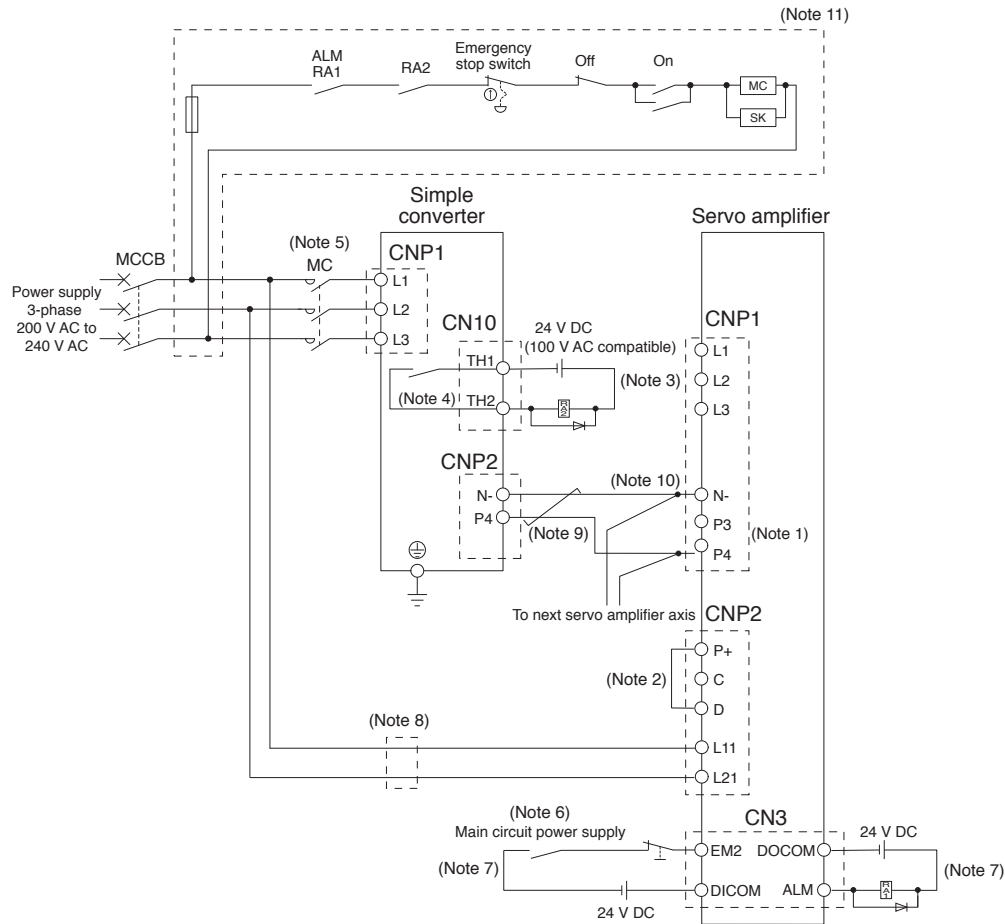 (Note 11)
ALM
RA1
RA2
Emergency
stop switch
Off
On
MC
SK
Simple
converter
Servo amplifier
MCCB
(Note 5)
MC
CNP1
L1
L2
L3
Power supply
3-phase
200 V AC to
240 V AC
CN10
TH1
TH2
(Note 4)
24 V DC
(100 V AC compatible)
(Note 3)
RA2
CNP1
L1
L2
L3
N-
P3
P4
(Note 1)
CNP2
N-
P4
(Note 10)
(Note 9)
To next servo amplifier axis
CNP2
P+
C
D
L11
L21
(Note 2)
(Note 8)
CN3
(Note 6)
Main circuit power supply
(Note 7)
24 V DC
EM2
DICOM
DOCOM
ALM
24 V DC
RA1
(Note 7)